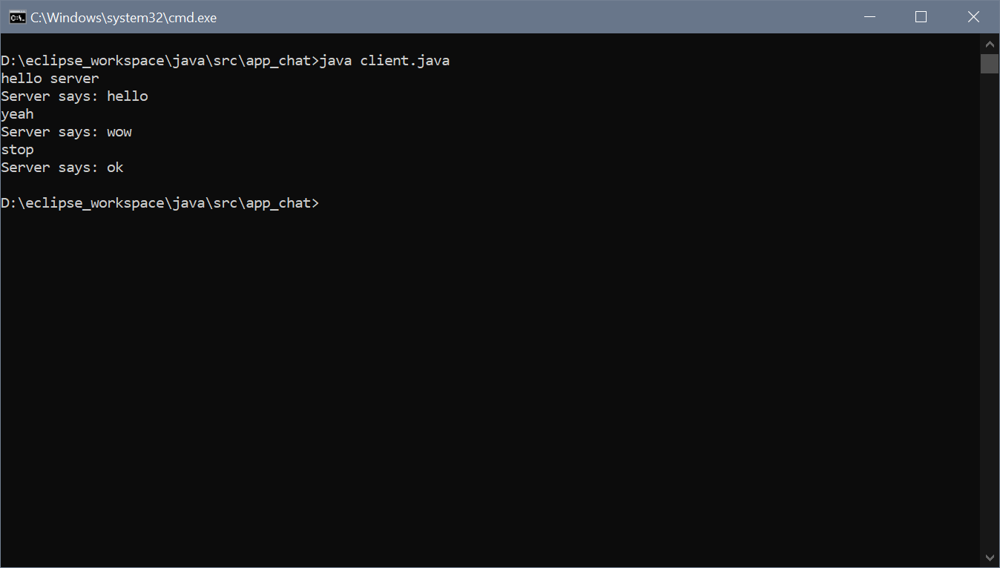 C:\Windows\system32\cmd.exe
D:\eclipse_workspace\java\src\app_chat>java client.java
hello server
Server says: hello
yeah
Server says: wow
stop
Server says: ok
D:\eclipse_workspace\java\src\app_chat>